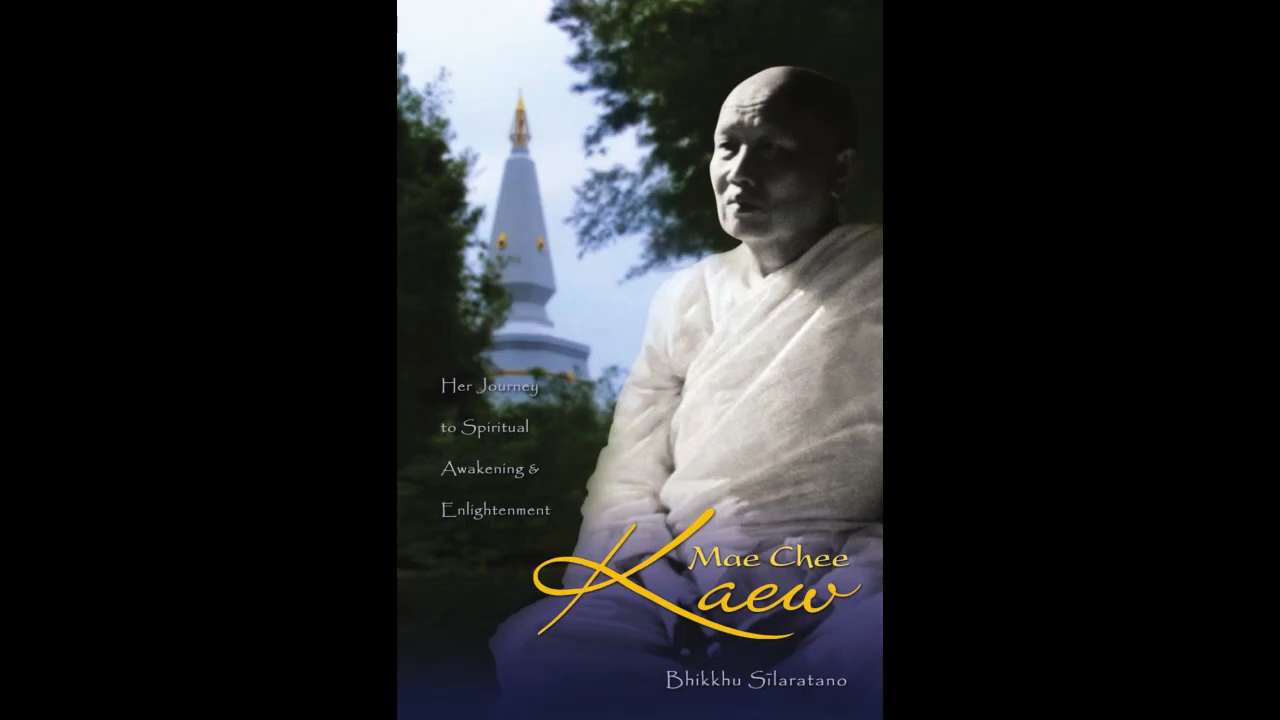 Her Journey
to Spiritual
Awakening &
Enlightenment
Mae Chee
Kaew
Bhikkhu Sīlaratano